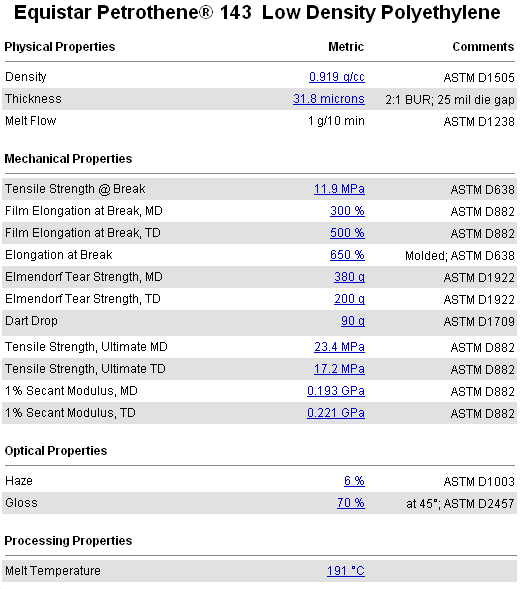 Equistar Petrothene® 143 Low Density Polyethylene
Physical Properties Metric Comments
Density 0.919 g/cc ASTM D1505
Thickness 31.8 microns 2:1 BUR; 25 mil die gap
Melt Flow 1 g/10 min ASTM D1238
Mechanical Properties
Tensile Strength @ Break 11.9 MPa ASTM D638
Film Elongation at Break, MD 300 % ASTM D882
Film Elongation at Break, TD 500 % ASTM D882
Elongation at Break 650 % Molded; ASTM D638
Elmendorf Tear Strength, MD 380 g ASTM D1922
Elmendorf Tear Strength, TD 200 g ASTM D1922
Dart Drop 90 g ASTM D1709
Tensile Strength, Ultimate MD 23.4 MPa ASTM D882
Tensile Strength, Ultimate TD 17.2 MPa ASTM D882
1% Secant Modulus, MD 0.193 GPa ASTM D882
1% Secant Modulus, TD 0.221 GPa ASTM D882
Optical Properties
Haze 6 % ASTM D1003
Gloss 70 % at 45°; ASTM D2457
Processing Properties
Melt Temperature 191 °C